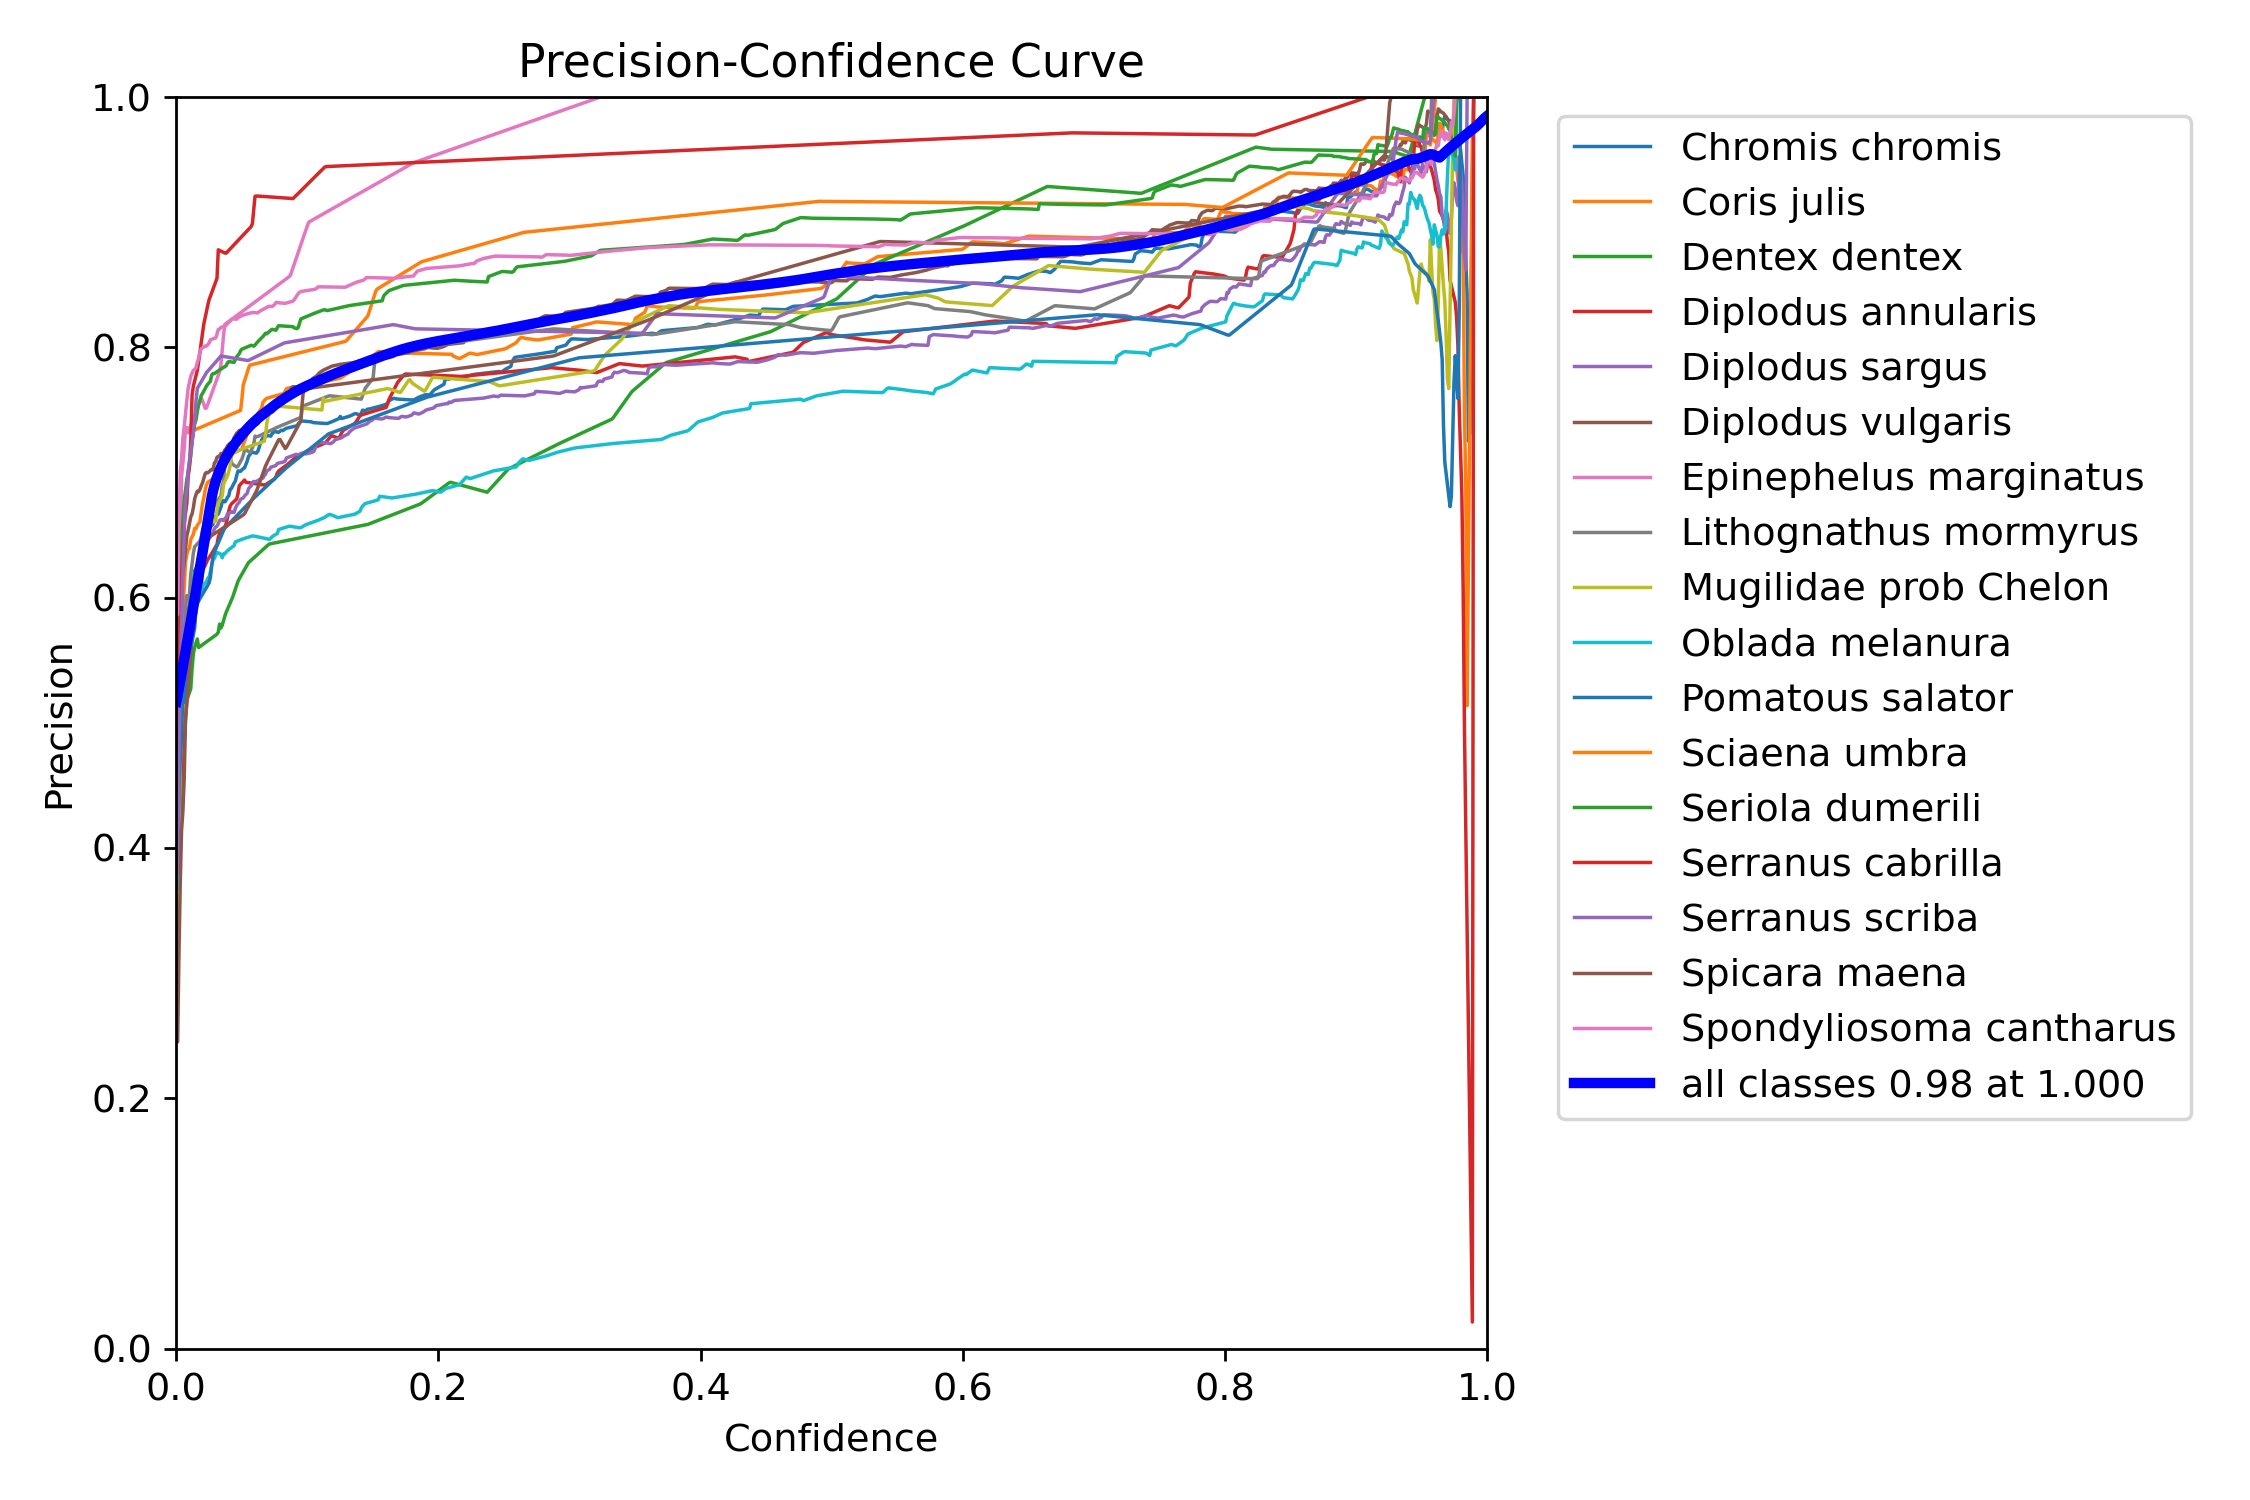 Precision-Confidence Curve
1.0
0.8
0.6
0.4
0.2
0.0
Precision
0.0 0.2 0.4 0.6 0.8 1.0
Confidence
Chromis chromis
Coris julis
Dentex dentex
Diplodus annularis
Diplodus sargus
Diplodus vulgaris
Epinephelus marginatus
Lithognathus mormyrus
Mugilidae prob Chelon
Oblada melanura
Pomatous salator
Sciaena umbra
Seriola dumerili
Serranus cabrilla
Serranus scriba
Spicara maena
Spondyliosoma cantharus
all classes 0.98 at 1.000